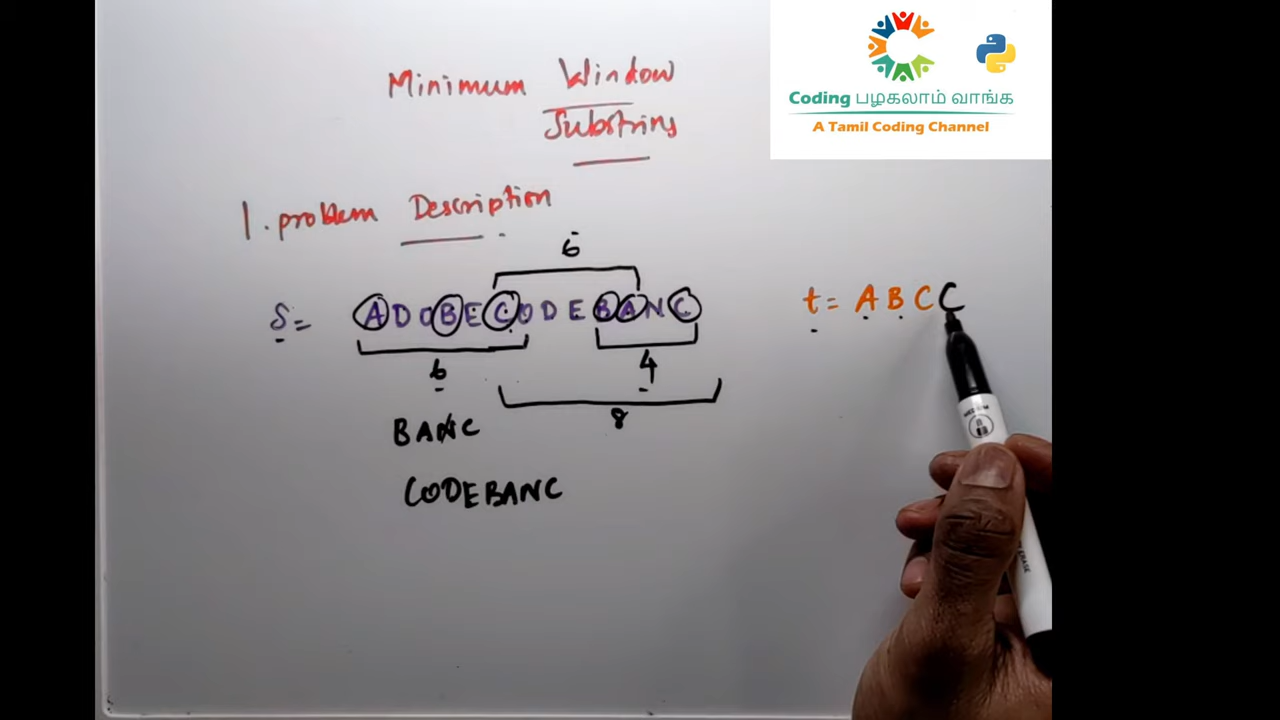 Minimum Window
Substring
Coding பழகலாம் வாங்க
A Tamil Coding Channel
1. problem Description
6
S = ADOBECODEBANC
t = ABCC
6
4
8
BANC
CODEBANC